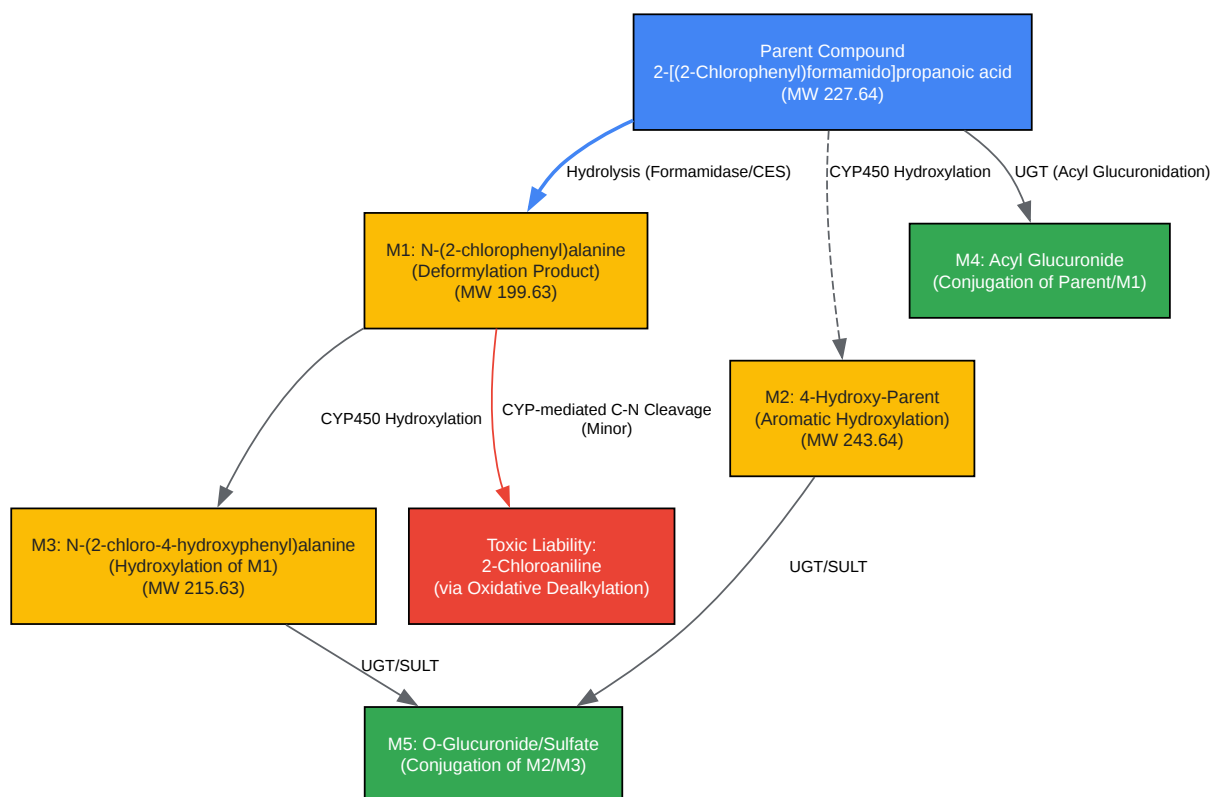 Parent Compound
2-[(2-Chlorophenyl)formamido]propanoic acid
(MW 227.64)
Hydrolysis (Formamidase/CES)
CYP450 Hydroxylation
UGT (Acyl Glucuronidation)
M1: N-(2-chlorophenyl)alanine
(Deformylation Product)
(MW 199.63)
M4: Acyl Glucuronide
(Conjugation of Parent/M1)
CYP450 Hydroxylation
CYP-mediated C-N Cleavage
(Minor)
M2: 4-Hydroxy-Parent
(Aromatic Hydroxylation)
(MW 243.64)
M3: N-(2-chloro-4-hydroxyphenyl)alanine
(Hydroxylation of M1)
(MW 215.63)
Toxic Liability:
2-Chloroaniline
(via Oxidative Dealkylation)
UGT/SULT
UGT/SULT
M5: O-Glucuronide/Sulfate
(Conjugation of M2/M3)